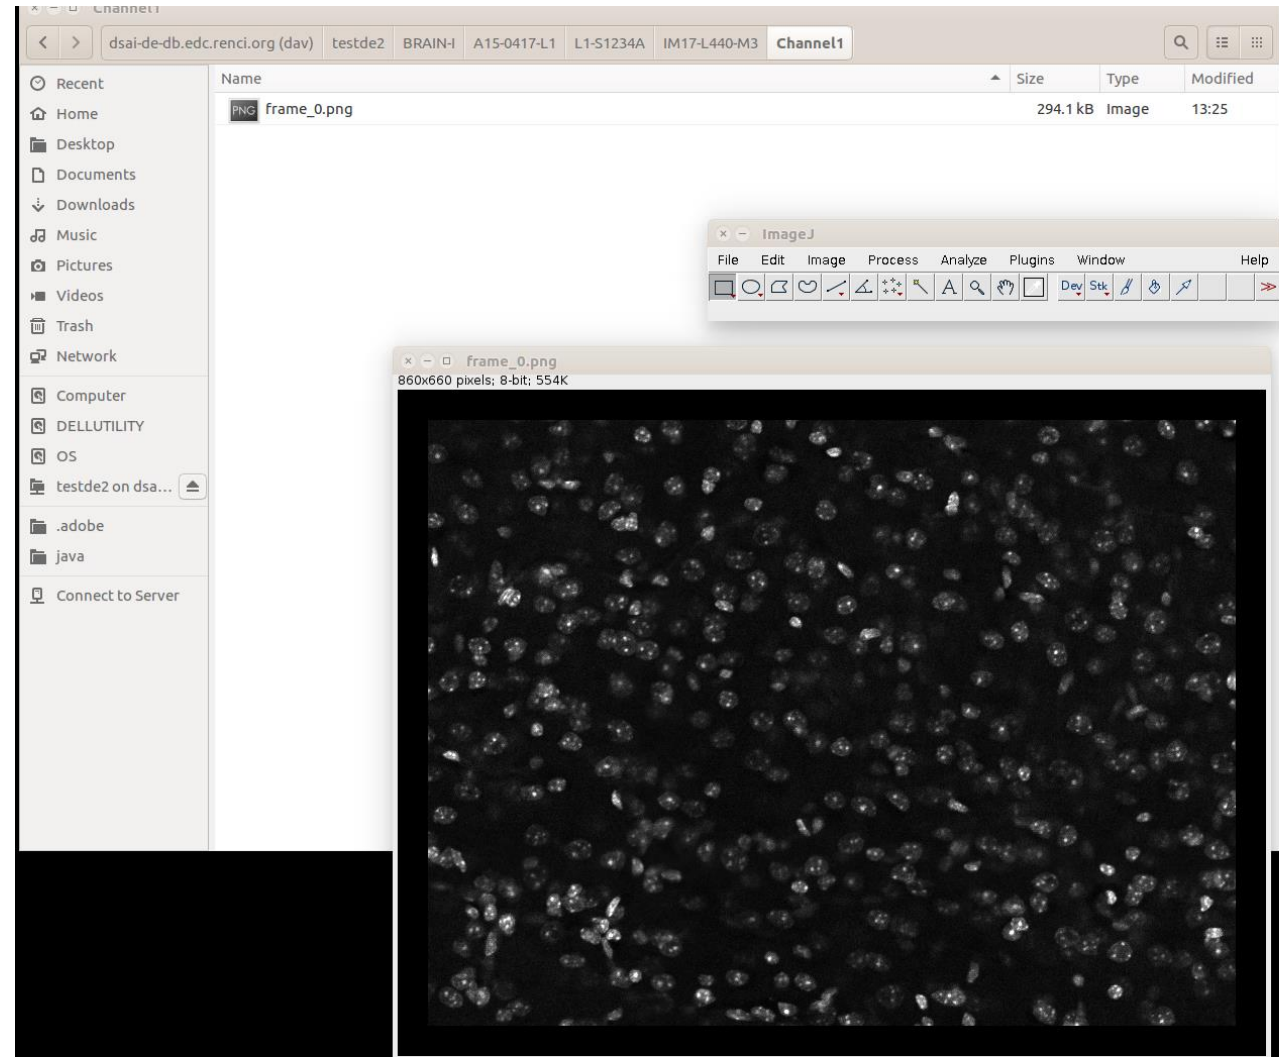 Channel1
dsai-de-db.edc.renci.org (dav) testde2 BRAIN-I A15-0417-L1 L1-S1234A IM17-L440-M3 Channel1
Name Size Type Modified
PNG frame_0.png 294.1 kB Image 13:25
Recent
Home
Desktop
Documents
Downloads
Music
Pictures
Videos
Trash
Network
Computer
DELLUTILITY
OS
testde2 on dsa...
.adobe
java
Connect to Server
ImageJ
File Edit Image Process Analyze Plugins Window Help
A Dev Stk
frame_0.png
860x660 pixels; 8-bit; 554K